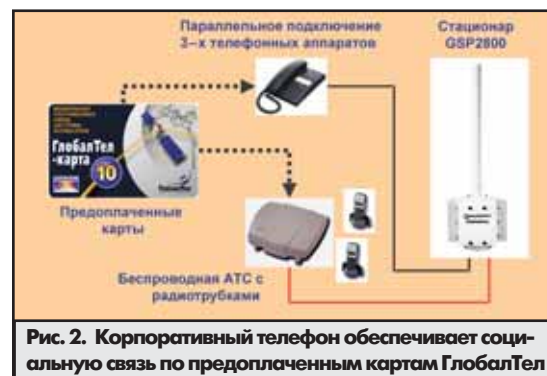 Параллельное подключение
3–х телефонных аппаратов
Стационар
GSP2800
ГлобалТел
-карта
10
Предоплаченные
карты
Беспроводная АТС с
радиотрубками
Рис. 2. Корпоративный телефон обеспечивает соци-
альную связь по предоплаченным картам ГлобалТел